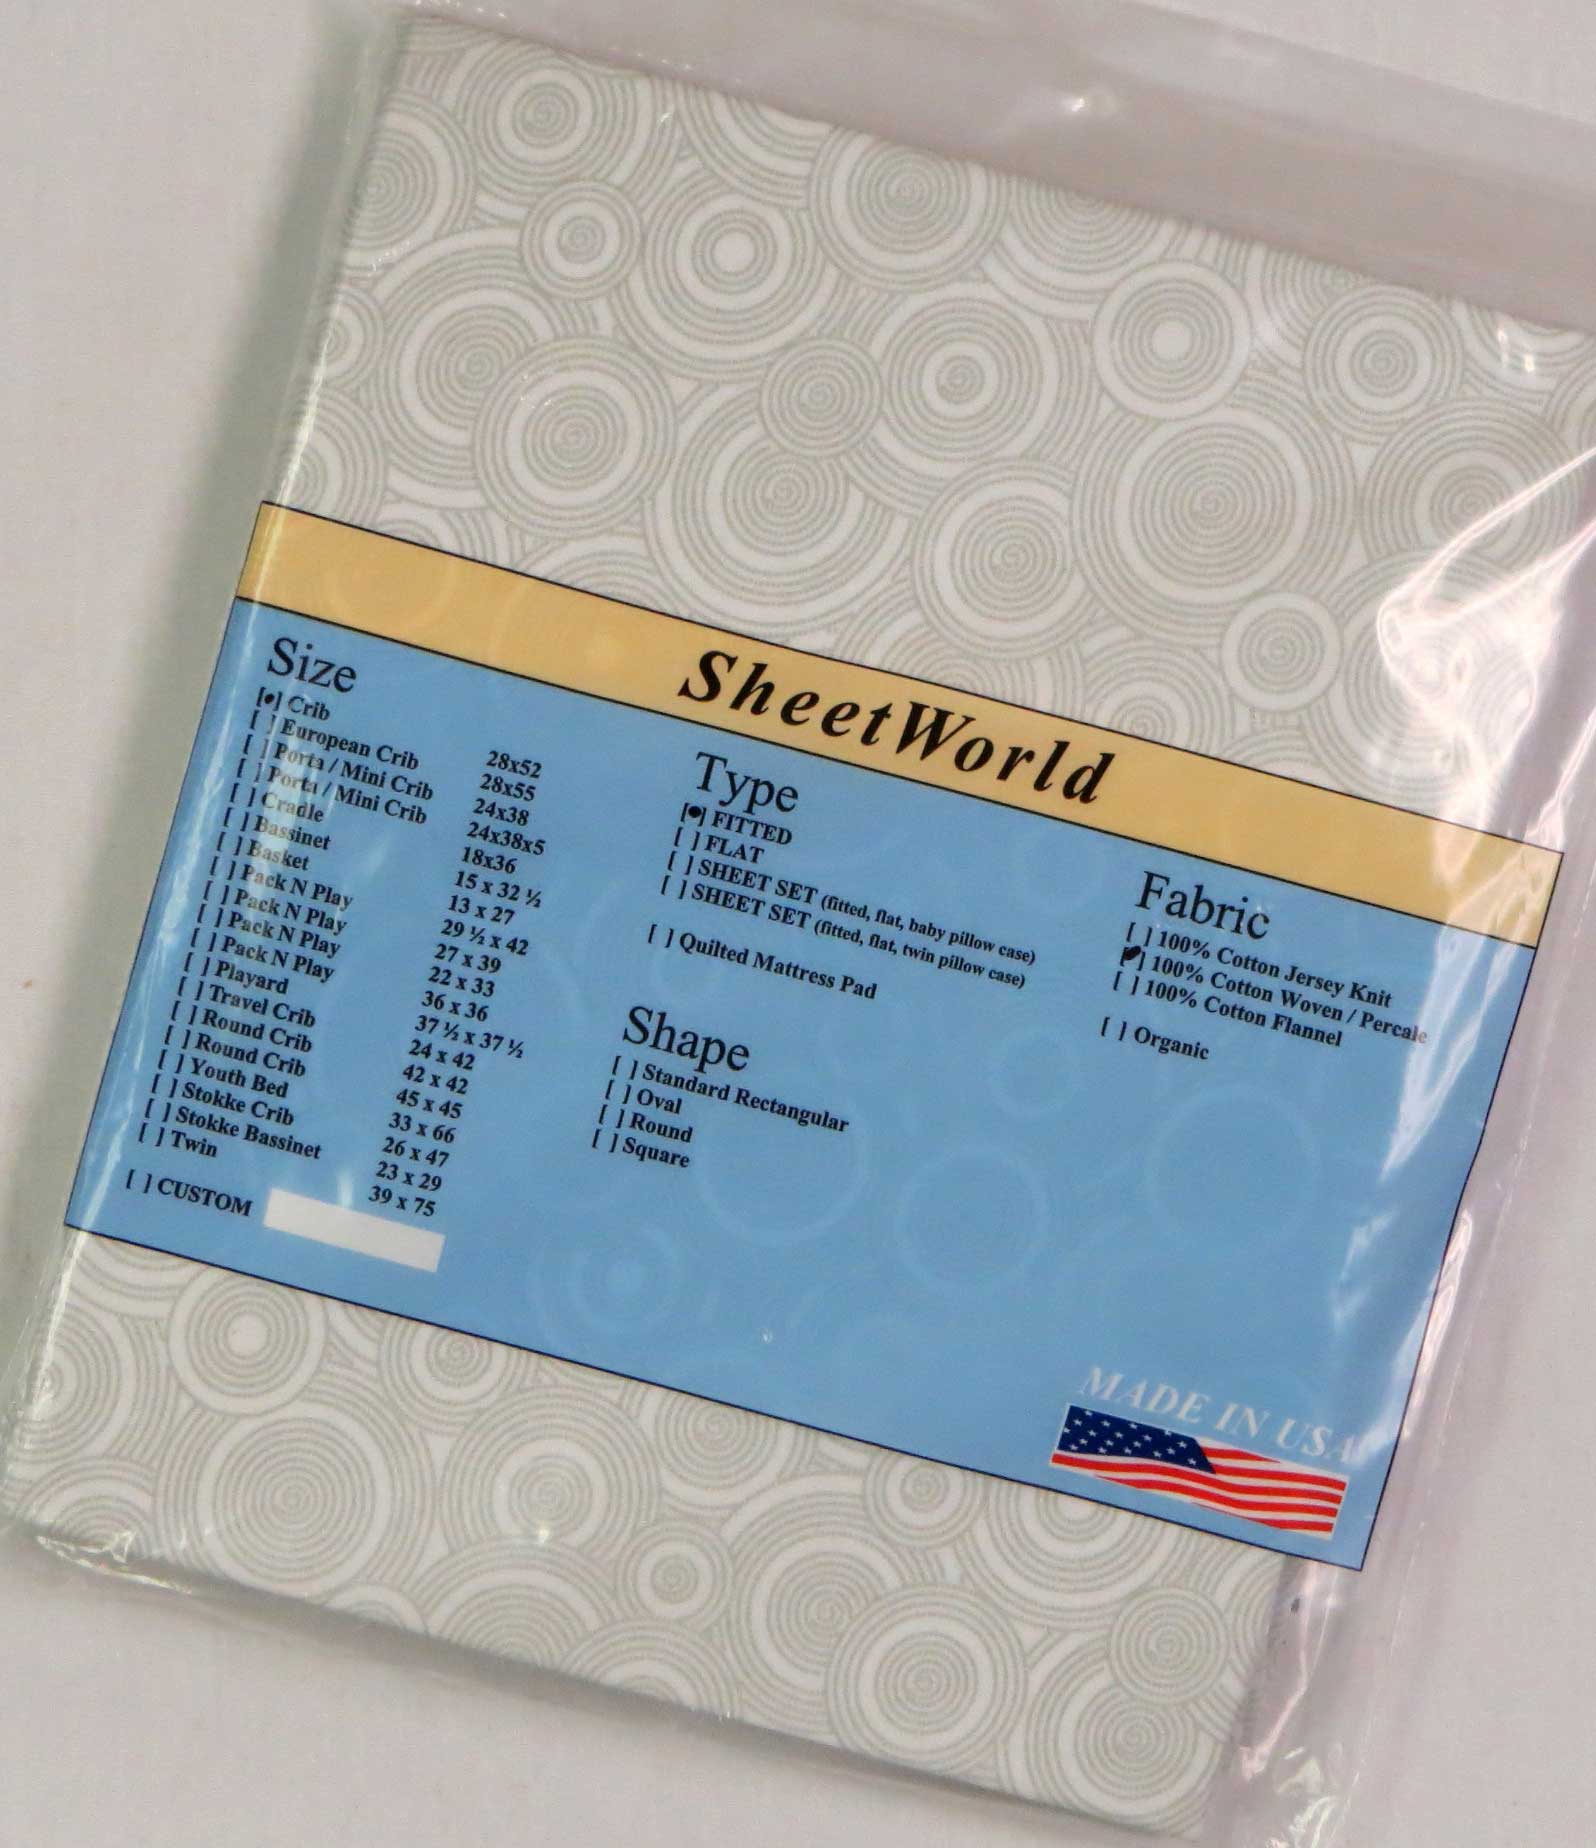 SheetWorld
Size
[•] Crib 28x52
[ ] European Crib 28x55
[ ] Porta / Mini Crib 24x38
[ ] Porta / Mini Crib 24x38x5
[ ] Cradle 18x36
[ ] Bassinet 15 x 32 ½
[ ] Basket 13 x 27
[ ] Pack N Play 29 ½ x 42
[ ] Pack N Play 27 x 39
[ ] Pack N Play 22 x 33
[ ] Pack N Play 36 x 36
[ ] Playard 37 ½ x 37 ½
[ ] Travel Crib 24 x 42
[ ] Round Crib 42 x 42
[ ] Round Crib 45 x 45
[ ] Youth Bed 33 x 66
[ ] Stokke Crib 26 x 47
[ ] Stokke Bassinet 23 x 29
[ ] Twin 39 x 75
[ ] CUSTOM
Type
[•] FITTED
[ ] FLAT
[ ] SHEET SET (fitted, flat, baby pillow case)
[ ] SHEET SET (fitted, flat, twin pillow case)
[ ] Quilted Mattress Pad
Shape
[ ] Standard Rectangular
[ ] Oval
[ ] Round
[ ] Square
Fabric
[ ] 100% Cotton Jersey Knit
[•] 100% Cotton Woven / Percale
[ ] 100% Cotton Flannel
[ ] Organic
MADE IN USA